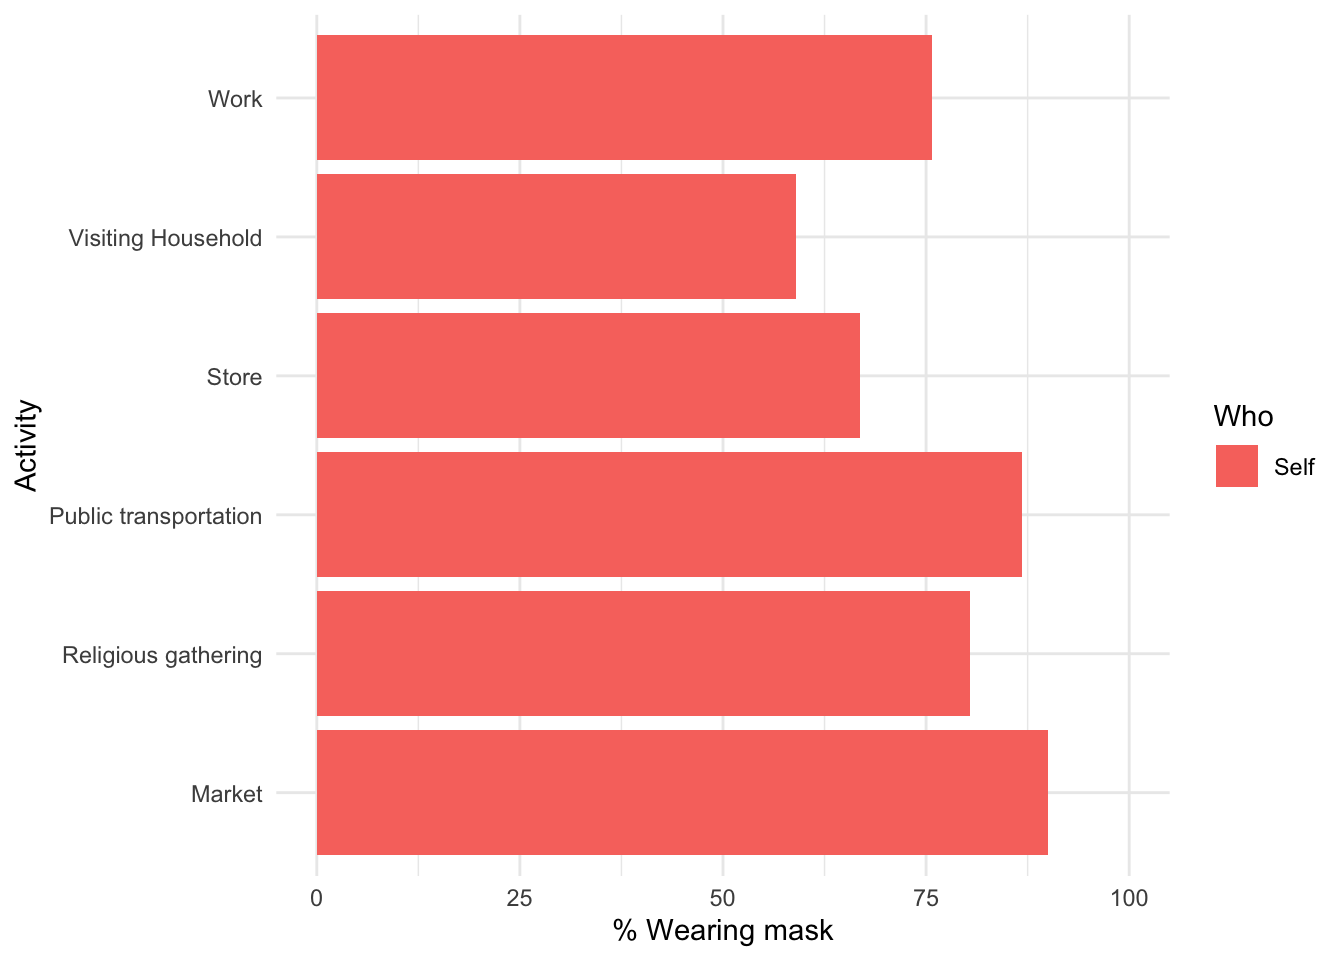 Work
Visiting Household
Store
Public transportation
Religious gathering
Market
Activity
0 25 50 75 100
% Wearing mask
Who
Self